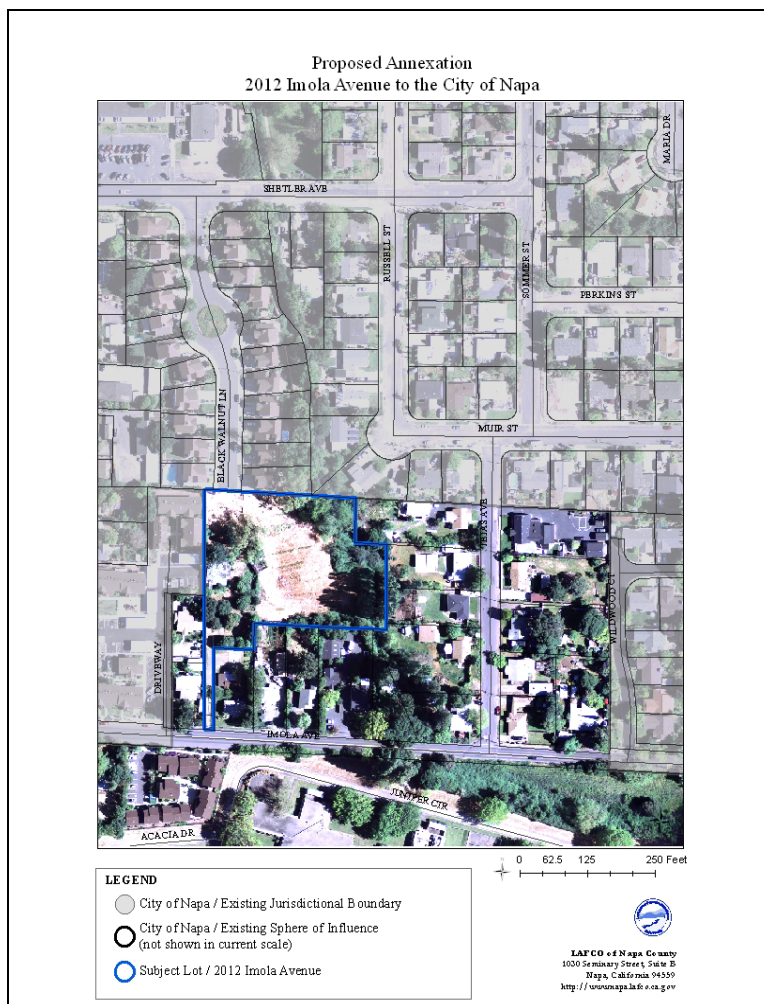 Proposed Annexation
2012 Imola Avenue to the City of Napa
MARIA DR
SHETLER AVE
RUSSELL ST
SOMMER ST
PERKINS ST
BLACK WALNUT LN
MUIR ST
TEJAS AVE
WILDWOOD CT
DRIVEWAY
IMOLA AVE
JUNIPER CIR
ACACIA DR
0 62.5 125 250 Feet
LEGEND
City of Napa / Existing Jurisdictional Boundary
City of Napa / Existing Sphere of Influence
(not shown in current scale)
Subject Lot / 2012 Imola Avenue
LAFCO of Napa County
1030 Seminary Street, Suite B
Napa, California 94559
http://www.napa.lafco.ca.gov